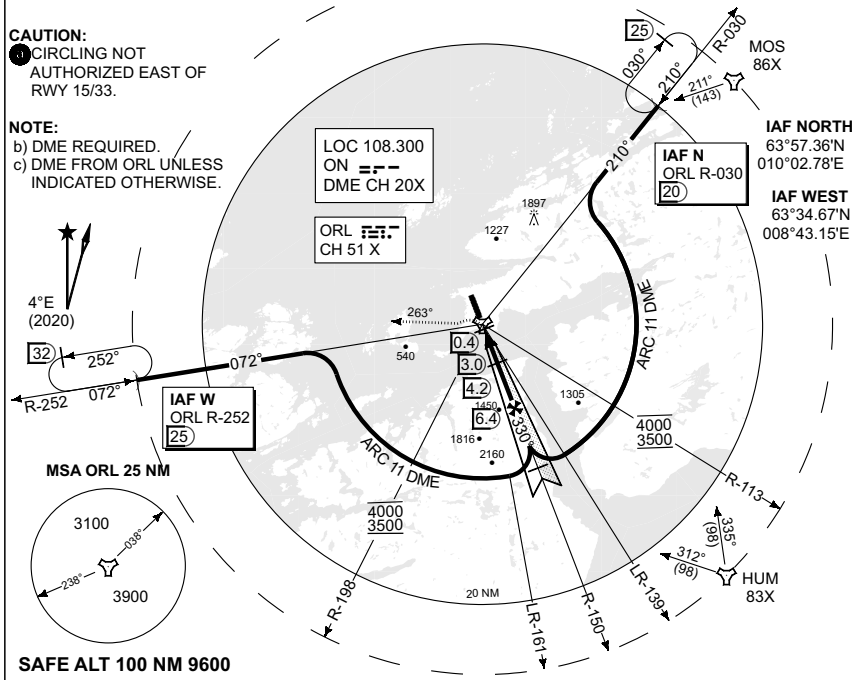 CAUTION:
CIRCLING NOT
AUTHORIZED EAST OF
RWY 15/33.
NOTE:
b) DME REQUIRED.
c) DME FROM ORL UNLESS
INDICATED OTHERWISE.
4°E
(2020)
LOC 108.300
ON
DME CH 20X
ORL
CH 51 X
25
030°
210°
R-030
MOS
86X
211°
(143)
210°
IAF N
ORL R-030
20
IAF NORTH
63°57.36'N
010°02.78'E
IAF WEST
63°34.67'N
008°43.15'E
1897
1227
263°
540
32
252°
072°
R-252
072°
IAF W
ORL R-252
25
0.4
3.0
4.2
1450
6.4
330°
1816
2160
1305
ARC 11 DME
ARC 11 DME
4000
3500
4000
3500
R-113
R-198
20 NM
LR-161
R-150
LR-139
335°
(98)
312°
(98)
HUM
83X
MSA ORL 25 NM
3100
038°
238°
3900
SAFE ALT 100 NM 9600